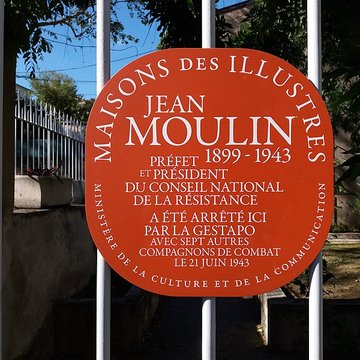 MAISONS DES ILLUSTRES
JEAN
MOULIN
1899 - 1943
PRÉFET
ET PRÉSIDENT
DU CONSEIL NATIONAL
DE LA RÉSISTANCE
A ÉTÉ ARRÊTÉ ICI
PAR LA GESTAPO
AVEC SEPT AUTRES
COMPAGNONS DE COMBAT
LE 21 JUIN 1943
MINISTÈRE DE LA CULTURE ET DE LA COMMUNICATION